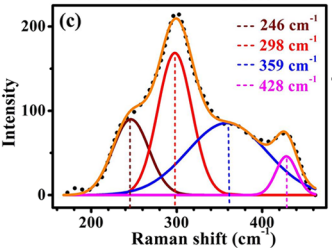 (c)
246 cm⁻¹
298 cm⁻¹
359 cm⁻¹
428 cm⁻¹
200
100
0
Intensity
200 300 400
Raman shift (cm⁻¹)